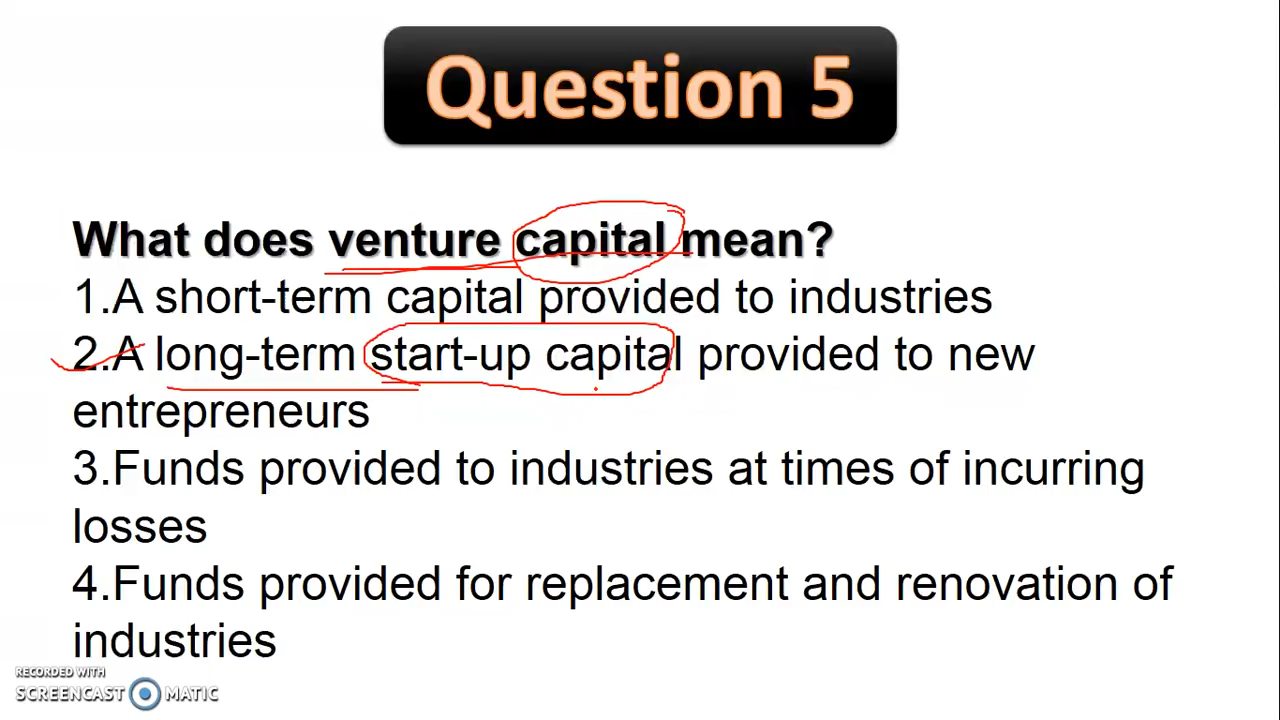 Question 5
What does venture capital mean?
1.A short-term capital provided to industries
2.A long-term start-up capital provided to new
entrepreneurs
3.Funds provided to industries at times of incurring
losses
4.Funds provided for replacement and renovation of
industries
RECORDED WITH
SCREENCAST MATIC